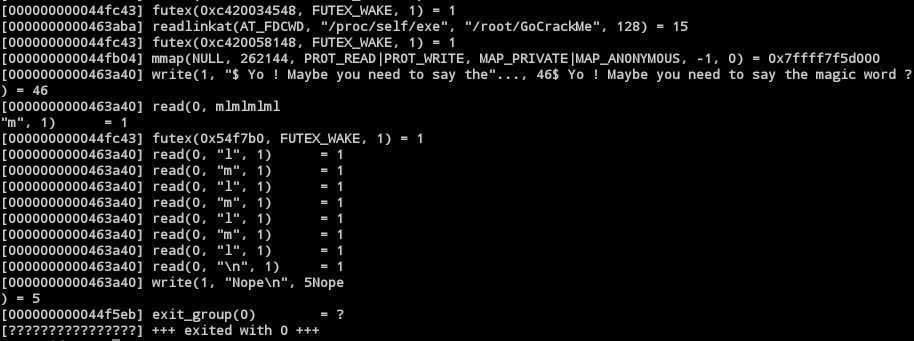 [000000000044fc43] futex(0xc420034548, FUTEX_WAKE, 1) = 1
[0000000000463aba] readlinkat(AT_FDCWD, "/proc/self/exe", "/root/GoCrackMe", 128) = 15
[000000000044fc43] futex(0xc420058148, FUTEX_WAKE, 1) = 1
[000000000044fb04] mmap(NULL, 262144, PROT_READ|PROT_WRITE, MAP_PRIVATE|MAP_ANONYMOUS, -1, 0) = 0x7ffff7f5d000
[0000000000463a40] write(1, "$ Yo ! Maybe you need to say the"..., 46$ Yo ! Maybe you need to say the magic word ?
) = 46
[0000000000463a40] read(0, mlmlmlml
"m", 1)      = 1
[000000000044fc43] futex(0x54f7b0, FUTEX_WAKE, 1) = 1
[0000000000463a40] read(0, "l", 1)      = 1
[0000000000463a40] read(0, "m", 1)      = 1
[0000000000463a40] read(0, "l", 1)      = 1
[0000000000463a40] read(0, "m", 1)      = 1
[0000000000463a40] read(0, "l", 1)      = 1
[0000000000463a40] read(0, "m", 1)      = 1
[0000000000463a40] read(0, "l", 1)      = 1
[0000000000463a40] read(0, "\n", 1)     = 1
[0000000000463a40] write(1, "Nope\n", 5Nope
) = 5
[000000000044f5eb] exit_group(0)        = ?
[????????????????] +++ exited with 0 +++